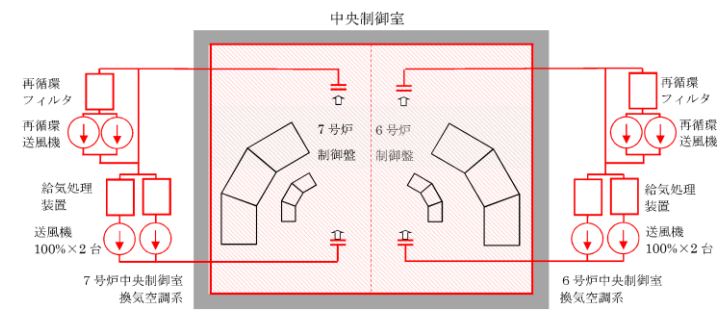 中央制御室
再循環
フィルタ
再循環
送風機
給気処理
装置
送風機
100%×2台
7号炉中央制御室
換気空調系
7号炉
制御盤
6号炉
制御盤
再循環
フィルタ
再循環
送風機
給気処理
装置
送風機
100%×2台
6号炉中央制御室
換気空調系